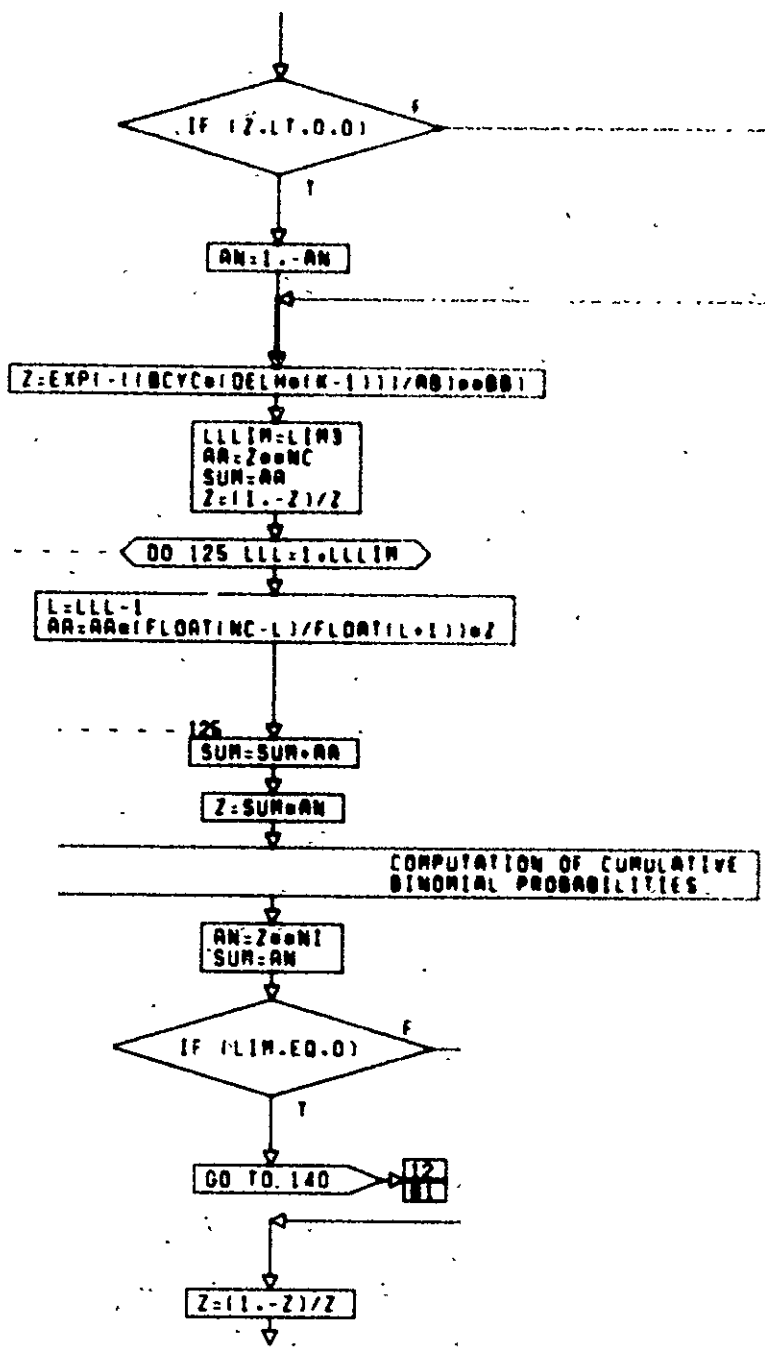 F
IF (Z.LT.0.0)
T
AN=1.-AN
Z=EXP(-((BCYC*(DELM*(K-1)))/AB)**BB)
LLLIM=LIM3
AA=Z**NC
SUM=AA
Z=(1.-Z)/Z
DO 125 LLL=1,LLLIM
L=LLL-1
AA=AA*(FLOAT(NC-L)/FLOAT(L+1))*Z
125
SUM=SUM+AA
Z=SUM*AN
COMPUTATION OF CUMULATIVE
BINOMIAL PROBABILITIES
AN=Z**NI
SUM=AN
F
IF (LIM.EQ.0)
T
GO TO 140
12
Z=(1.-Z)/Z